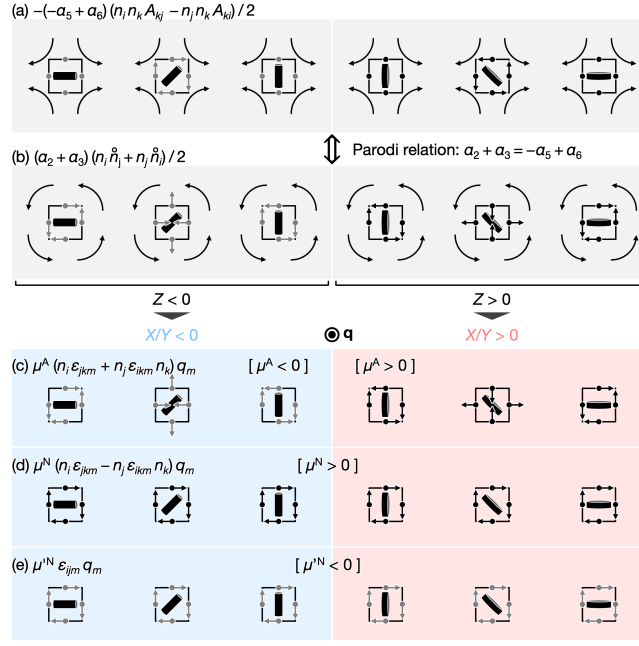 (a) −(−α₅ + α₆) (nᵢ nₖ Aₖⱼ − nⱼ nₖ Aₖᵢ) / 2
Parodi relation: α₂ + α₃ = −α₅ + α₆
(b) (α₂ + α₃) (nᵢ n̊ⱼ + nⱼ n̊ᵢ) / 2
Z < 0 Z > 0
X/Y < 0 q X/Y > 0
(c) μᴬ (nᵢ εⱼₖₘ + nⱼ εᵢₖₘ nₖ) qₘ [ μᴬ < 0 ] [ μᴬ > 0 ]
(d) μᴺ (nᵢ εⱼₖₘ − nⱼ εᵢₖₘ nₖ) qₘ [ μᴺ > 0 ]
(e) μ'ᴺ εᵢⱼₘ qₘ [ μ'ᴺ < 0 ]